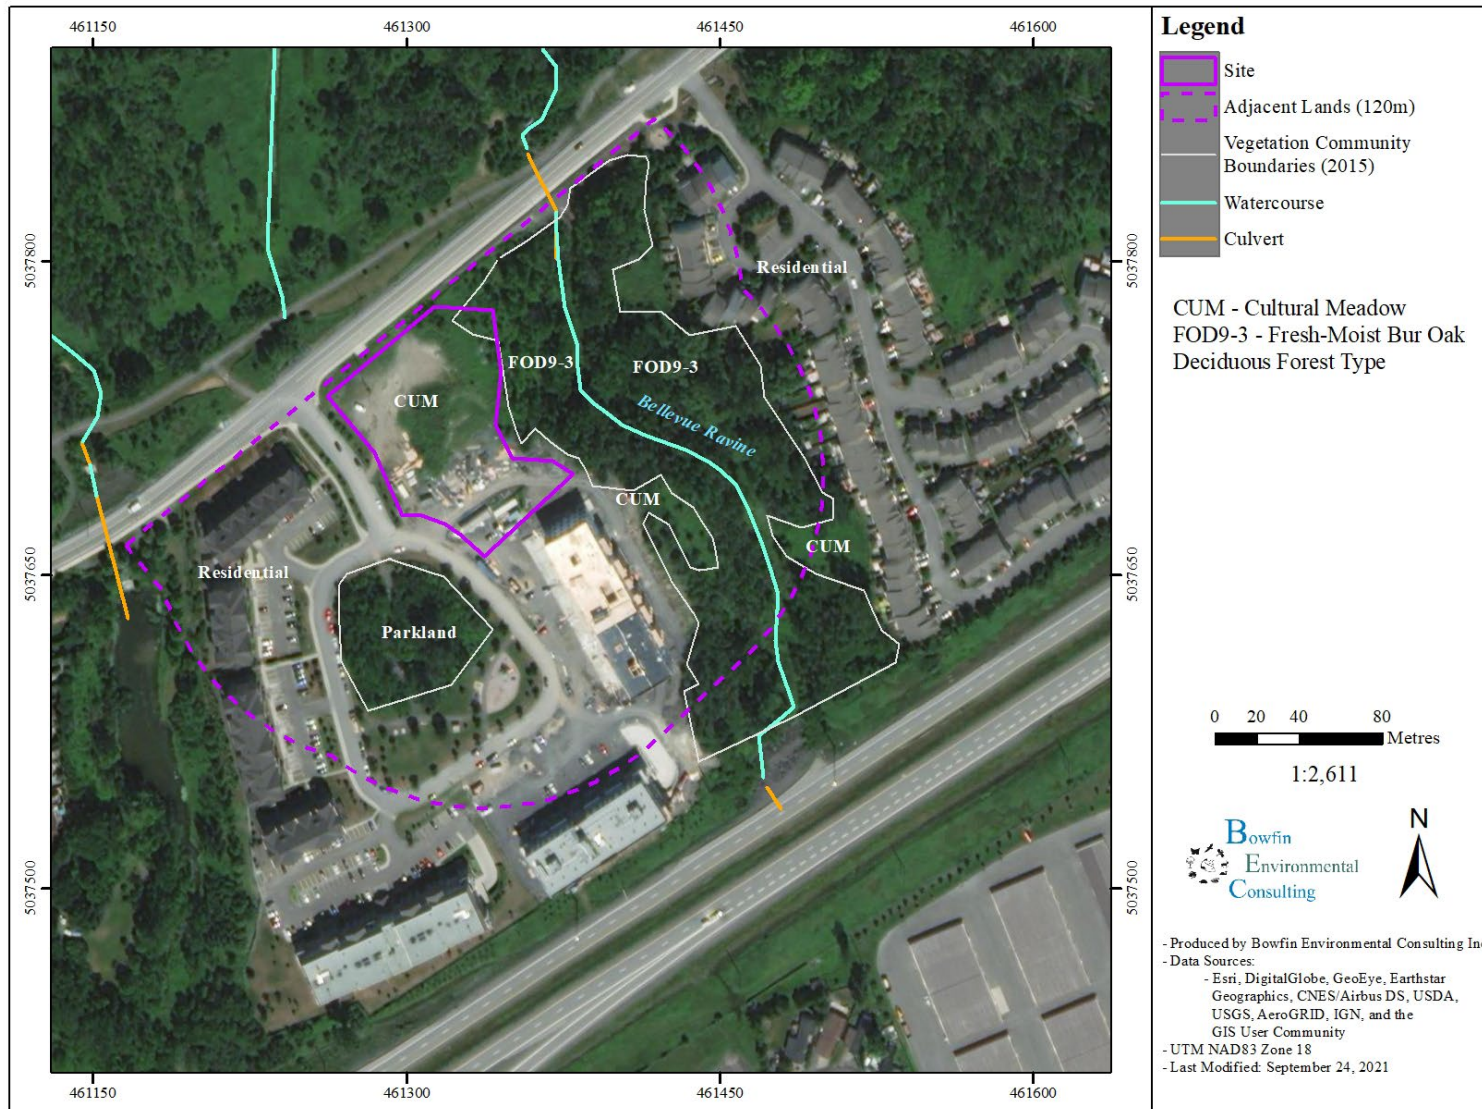 461150
461300
461450
461600
5037800
5037650
5037500
5037800
5037650
5037500
Residential
FOD9-3
FOD9-3
CUM
Bellevue Ravine
CUM
CUM
Residential
Parkland
461150
461300
461450
461600
Legend
Site
Adjacent Lands (120m)
Vegetation Community
Boundaries (2015)
Watercourse
Culvert
CUM - Cultural Meadow
FOD9-3 - Fresh-Moist Bur Oak
Deciduous Forest Type
0 20 40 80
Metres
1:2,611
Bowfin
Environmental
Consulting
N
- Produced by Bowfin Environmental Consulting Inc
- Data Sources:
- Esri, DigitalGlobe, GeoEye, Earthstar
Geographics, CNES/Airbus DS, USDA,
USGS, AeroGRID, IGN, and the
GIS User Community
- UTM NAD83 Zone 18
- Last Modified: September 24, 2021